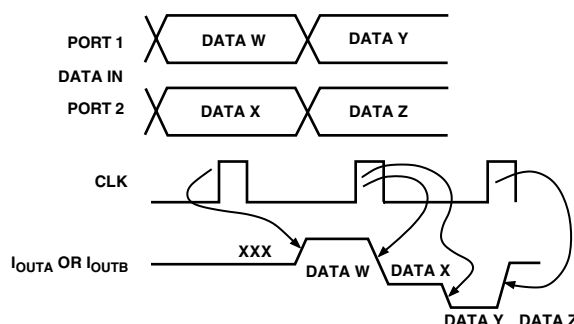 PORT 1
DATA W
DATA Y
DATA IN
PORT 2
DATA X
DATA Z
CLK
XXX
IOUTA OR IOUTB
DATA W
DATA X
DATA Y
DATA Z